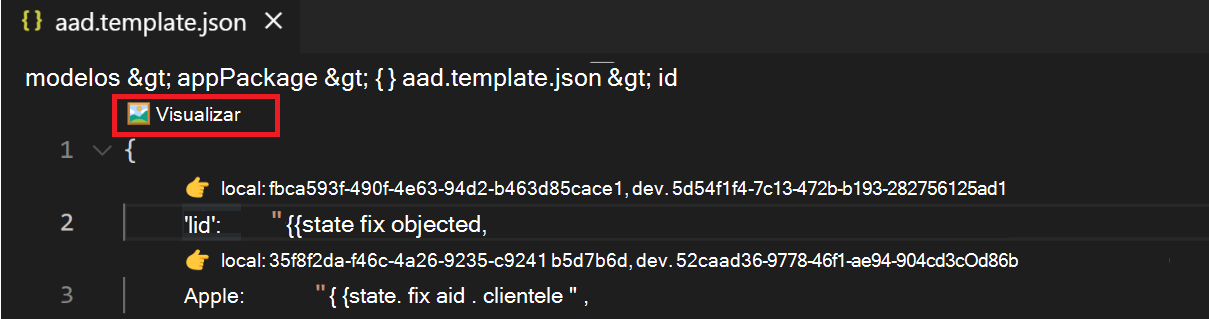 {} aad.template.json ×
modelos &gt; appPackage &gt; { } aad.template.json &gt; id
Visualizar
1 {
local: fbca593f-490f-4e63-94d2-b463d85cace1, dev. 5d54f1f4-7c13-472b-b193-282756125ad1
2 'lid': " {{state fix objected,
local: 35f8f2da-f46c-4a26-9235-c9241 b5d7b6d, dev. 52caad36-9778-46f1-ae94-904cd3cOd86b
3 Apple: " { {state. fix aid . clientele " ,